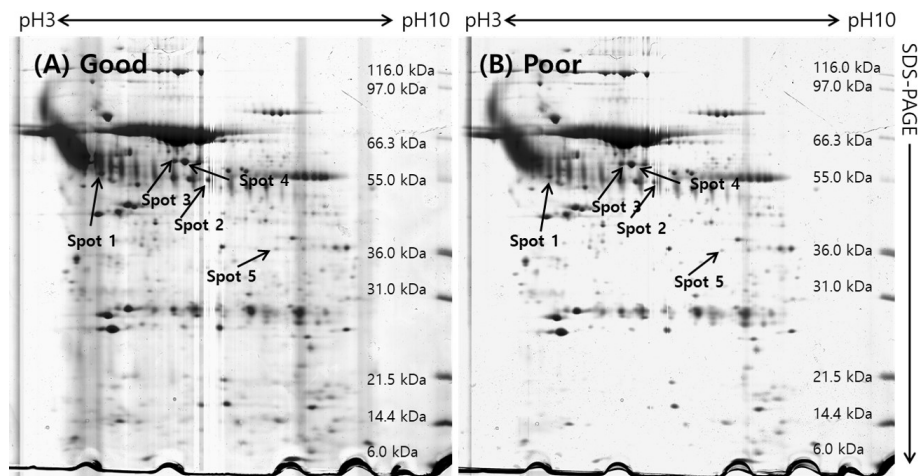 pH3 pH10 pH3 pH10
(A) Good
116.0 kDa
97.0 kDa
66.3 kDa
55.0 kDa
36.0 kDa
31.0 kDa
21.5 kDa
14.4 kDa
6.0 kDa
Spot 4
Spot 3
Spot 2
Spot 1
Spot 5
(B) Poor
116.0 kDa
97.0 kDa
66.3 kDa
55.0 kDa
36.0 kDa
31.0 kDa
21.5 kDa
14.4 kDa
6.0 kDa
Spot 4
Spot 3
Spot 2
Spot 1
Spot 5
SDS-PAGE